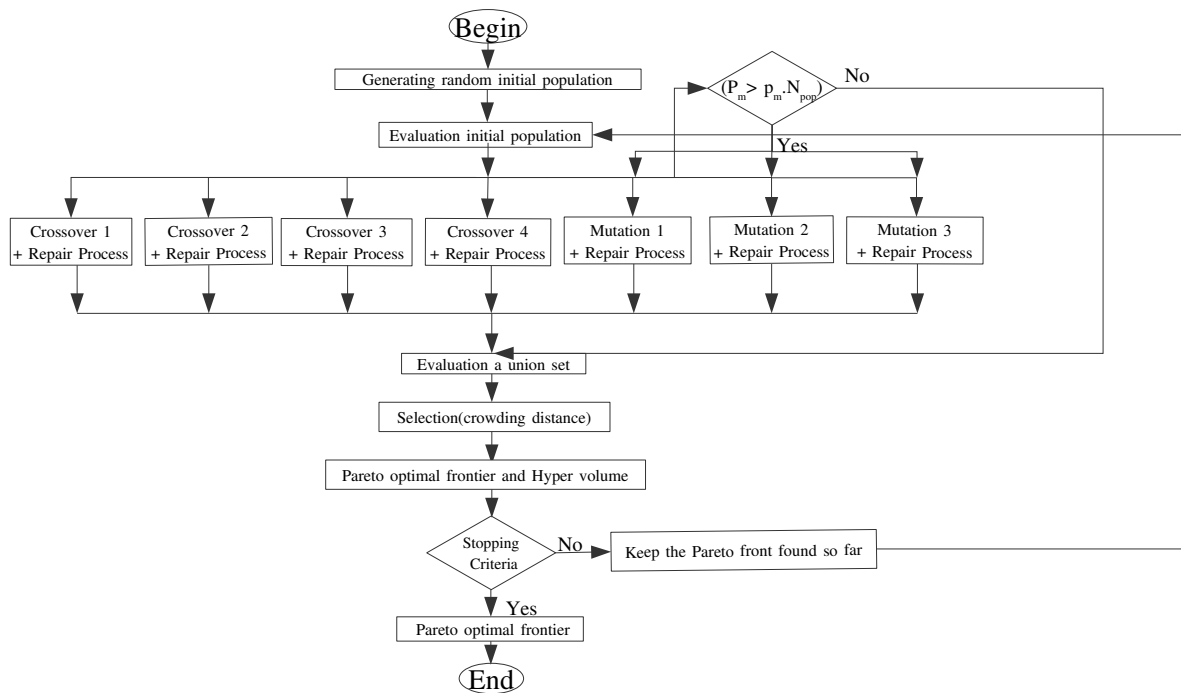 Begin
Generating random initial population
(P_m > p_m.N_pop)
No
Evaluation initial population
Yes
Crossover 1
+ Repair Process
Crossover 2
+ Repair Process
Crossover 3
+ Repair Process
Crossover 4
+ Repair Process
Mutation 1
+ Repair Process
Mutation 2
+ Repair Process
Mutation 3
+ Repair Process
Evaluation a union set
Selection(crowding distance)
Pareto optimal frontier and Hyper volume
Stopping
Criteria
No
Keep the Pareto front found so far
Yes
Pareto optimal frontier
End